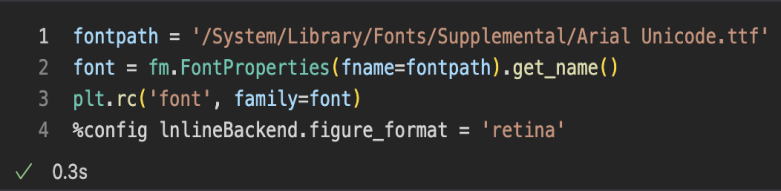 1 fontpath = '/System/Library/Fonts/Supplemental/Arial Unicode.ttf'
2 font = fm.FontProperties(fname=fontpath).get_name()
3 plt.rc('font', family=font)
4 %config lnlineBackend.figure_format = 'retina'
✓ 0.3s